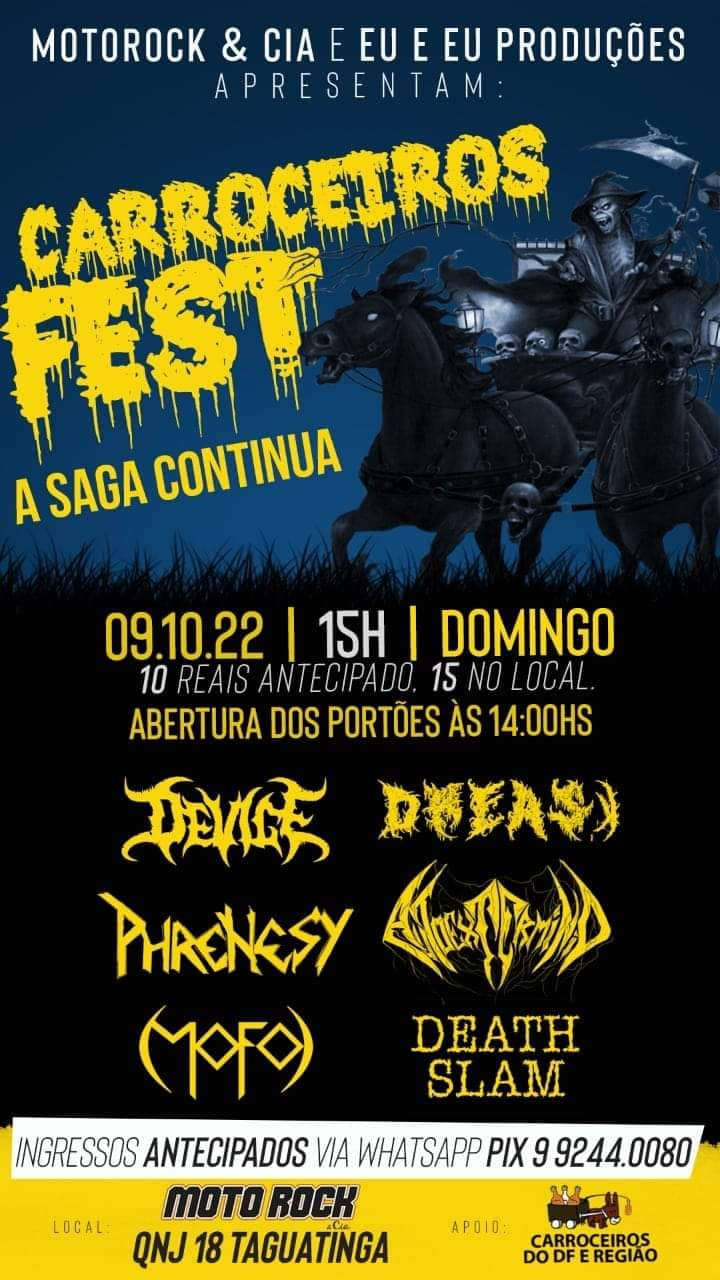 MOTOROCK & CIA E EU E EU PRODUÇÕES
APRESENTAM:
CARROCEIROS
FEST
A SAGA CONTINUA
09.10.22 | 15H | DOMINGO
10 REAIS ANTECIPADO. 15 NO LOCAL.
ABERTURA DOS PORTÕES ÀS 14:00HS
DEVICE
PHRENESY
MOFO
DEATH
SLAM
INGRESSOS ANTECIPADOS VIA WHATSAPP PIX 9 9244.0080
LOCAL:
MOTO ROCK
& Cia
QNJ 18 TAGUATINGA
APOIO:
CARROCEIROS
DO DF E REGIÃO